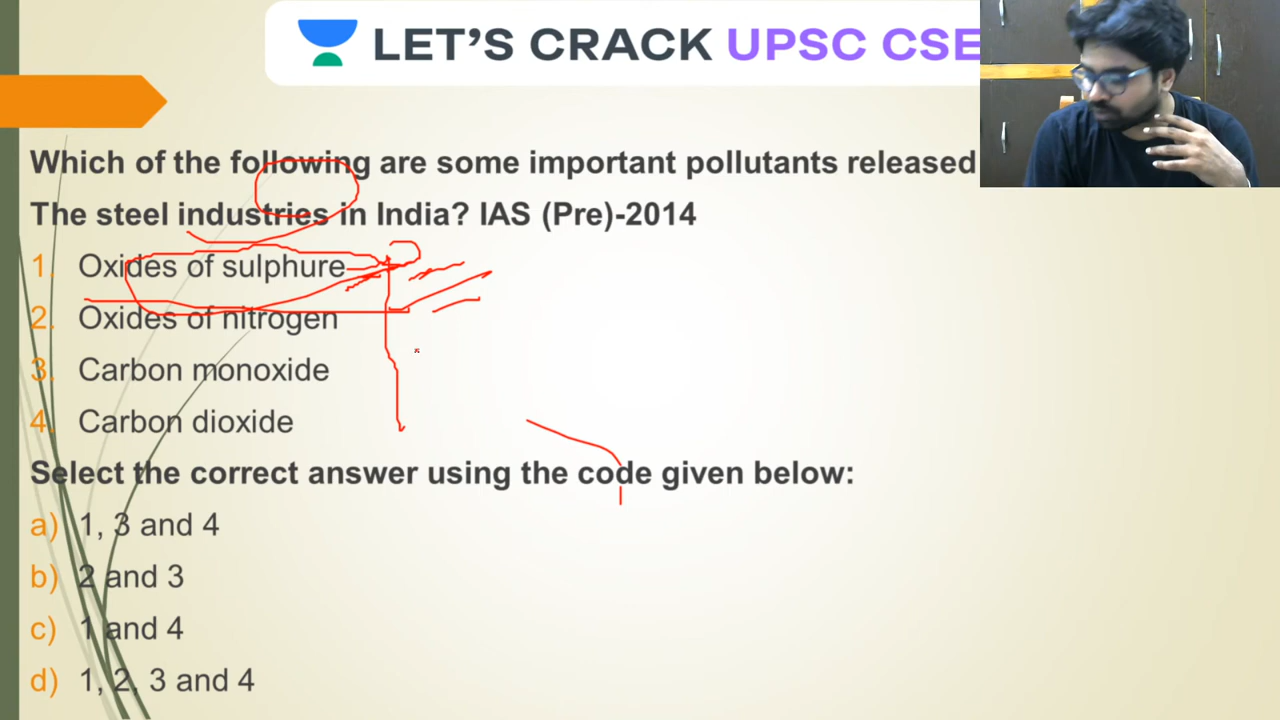 LET'S CRACK UPSC CSE
Which of the following are some important pollutants released
The steel industries in India? IAS (Pre)-2014
1. Oxides of sulphure
2. Oxides of nitrogen
3. Carbon monoxide
4. Carbon dioxide
Select the correct answer using the code given below:
a) 1, 3 and 4
b) 2 and 3
c) 1 and 4
d) 1, 2, 3 and 4